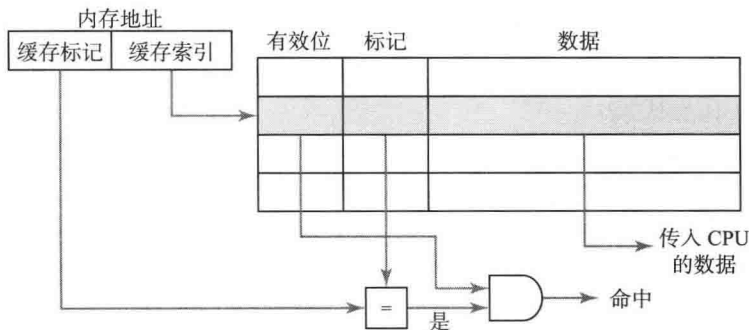 内存地址
缓存标记 缓存索引
有效位 标记 数据
传入 CPU
的数据
=
是
命中